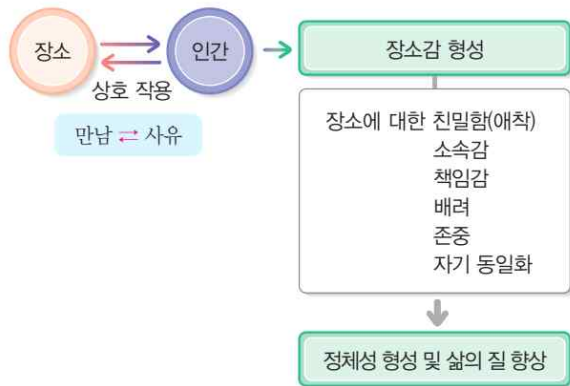 장소
인간
상호 작용
만남 ⇄ 사유
장소감 형성
장소에 대한 친밀함(애착)
소속감
책임감
배려
존중
자기 동일화
정체성 형성 및 삶의 질 향상